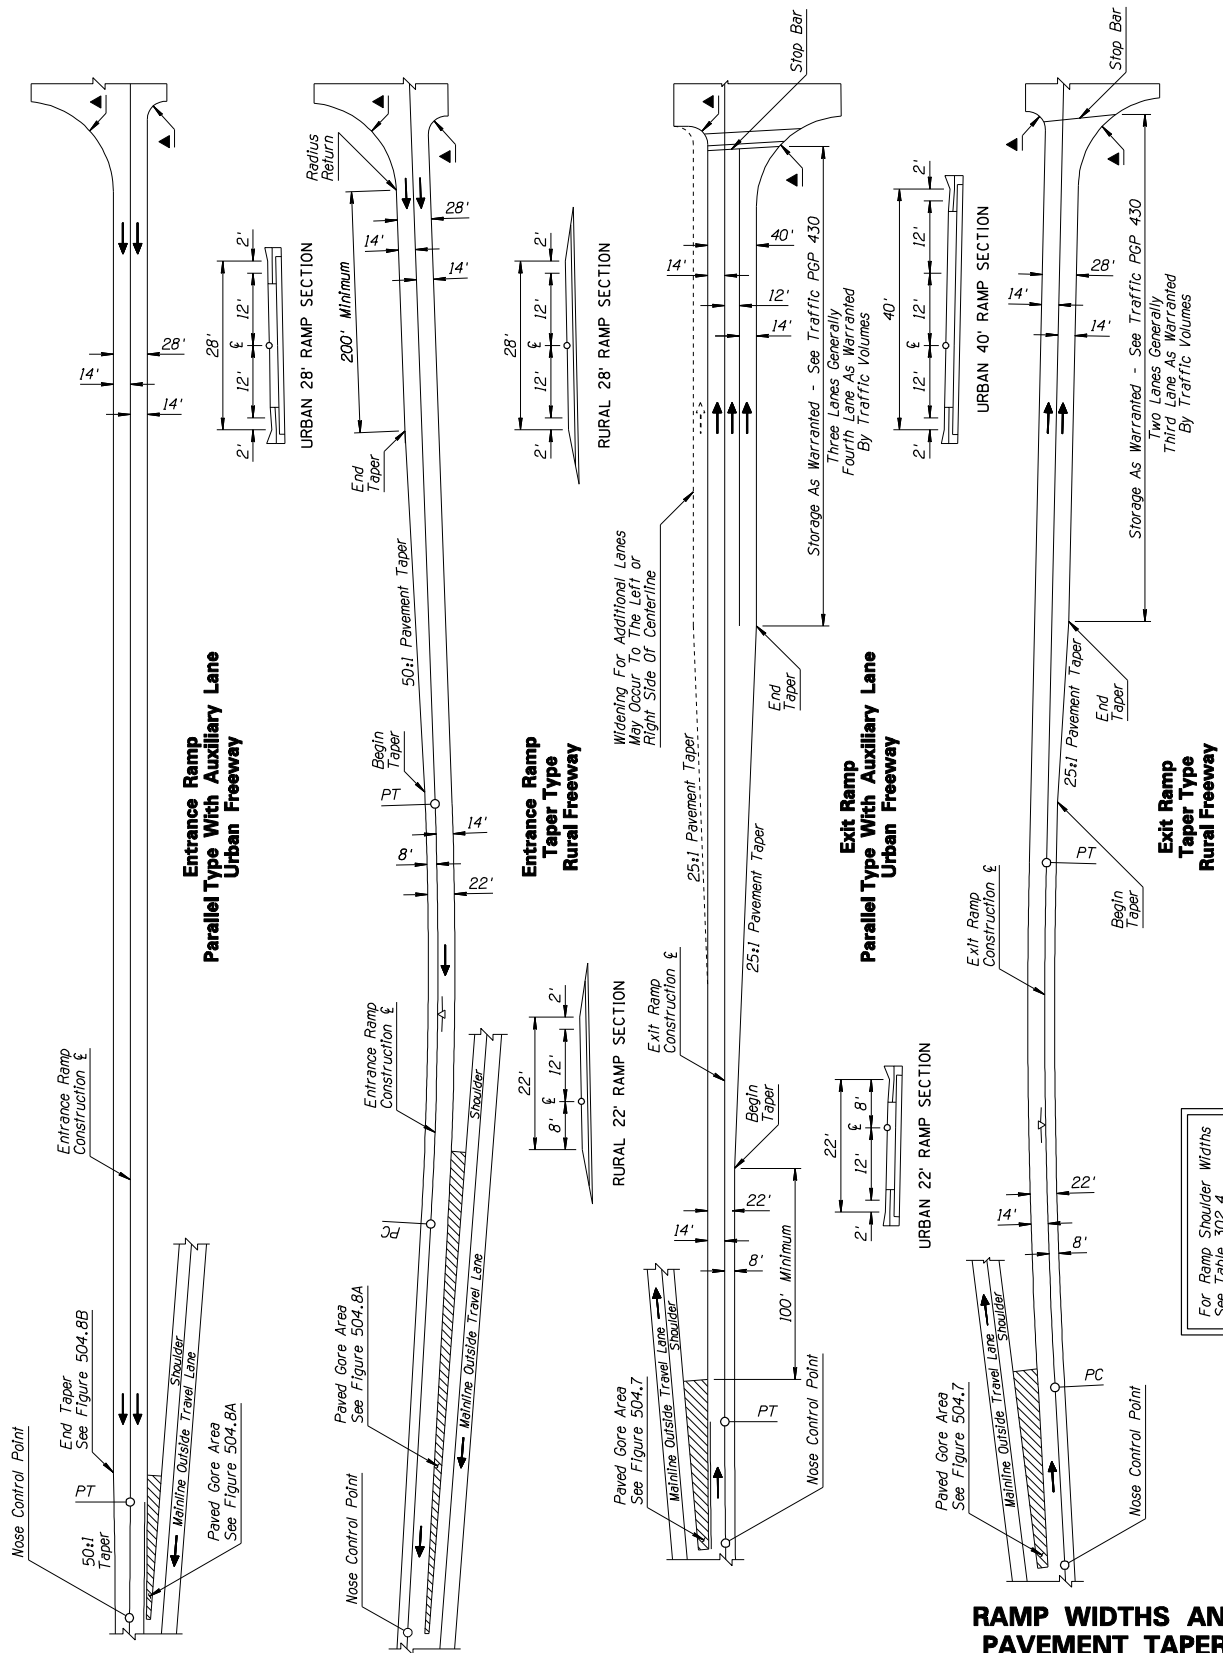 Nose Control Point
End Taper
See Figure 504.8B
PT
50:1
Taper
Paved Gore Area
See Figure 504.8A
Shoulder
Mainline Outside Travel Lane
Entrance Ramp
Construction ℄
14'
28'
14'
Entrance Ramp
Parallel Type With Auxiliary Lane
Urban Freeway
28'
2'
12'
℄
12'
2'
URBAN 28' RAMP SECTION
Nose Control Point
Paved Gore Area
See Figure 504.8A
Mainline Outside Travel Lane
Shoulder
PC
Entrance Ramp
Construction ℄
8'
14'
22'
PT
Begin
Taper
50:1 Pavement Taper
End
Taper
200' Minimum
Radius
Return
14'
28'
14'
Entrance Ramp
Taper Type
Rural Freeway
22'
8'
℄
12'
2'
RURAL 22' RAMP SECTION
28'
2'
12'
℄
12'
2'
RURAL 28' RAMP SECTION
Paved Gore Area
See Figure 504.7
Mainline Outside Travel Lane
Shoulder
PT
Nose Control Point
100' Minimum
14'
22'
8'
Begin
Taper
Exit Ramp
Construction ℄
25:1 Pavement Taper
25:1 Pavement Taper
Widening For Additional Lanes
May Occur To The Left or
Right Side Of Centerline
End
Taper
14'
40'
12'
14'
Storage As Warranted - See Traffic PGP 430
Three Lanes Generally
Fourth Lane As Warranted
By Traffic Volumes
Stop Bar
Exit Ramp
Parallel Type With Auxiliary Lane
Urban Freeway
22'
2'
12'
℄
8'
URBAN 22' RAMP SECTION
40'
2'
12'
℄
12'
12'
2'
URBAN 40' RAMP SECTION
Paved Gore Area
See Figure 504.7
Mainline Outside Travel Lane
Shoulder
PC
Nose Control Point
14'
22'
8'
Exit Ramp
Construction ℄
PT
Begin
Taper
25:1 Pavement Taper
End
Taper
14'
28'
14'
Storage As Warranted - See Traffic PGP 430
Two Lanes Generally
Third Lane As Warranted
By Traffic Volumes
Stop Bar
Exit Ramp
Taper Type
Rural Freeway
For Ramp Shoulder Widths
See Table 302.4
RAMP WIDTHS AN
PAVEMENT TAPER